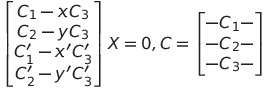 [C₁ − xC₃
C₂ − yC₃
C₁′ − x′C₃′
C₂′ − y′C₃′] X = 0, C = [−C₁−
−C₂−
−C₃−]